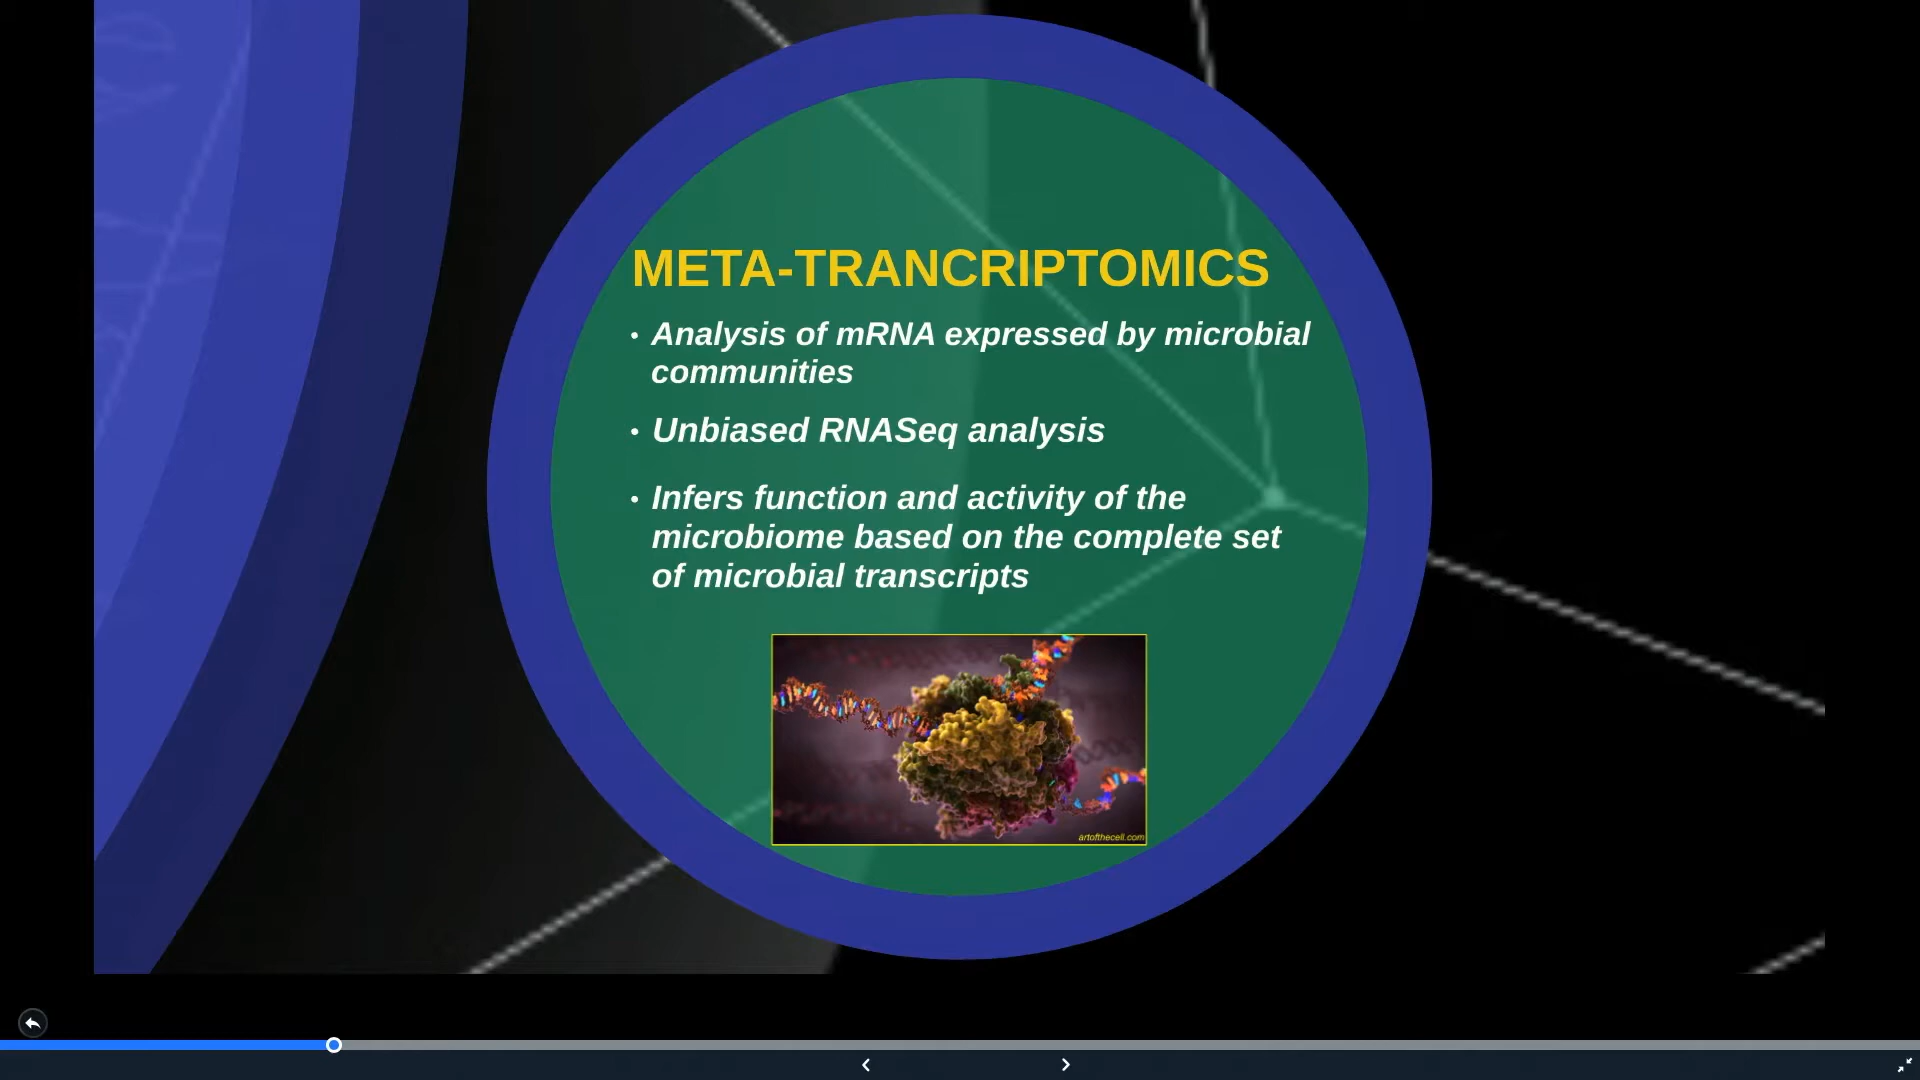 META-TRANCRIPTOMICS
• Analysis of mRNA expressed by microbial
communities
• Unbiased RNASeq analysis
• Infers function and activity of the
microbiome based on the complete set
of microbial transcripts
artofthecell.com